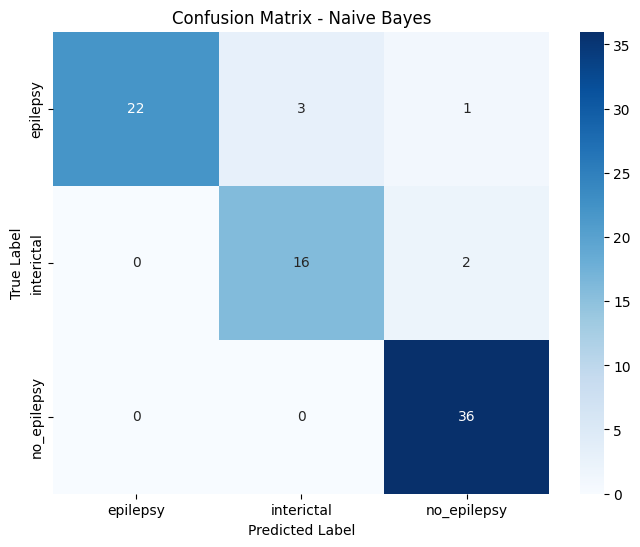 Confusion Matrix - Naive Bayes
True Label
epilepsy
22
3
1
interictal
0
16
2
no_epilepsy
0
0
36
epilepsy
interictal
no_epilepsy
Predicted Label
35
30
25
20
15
10
5
0